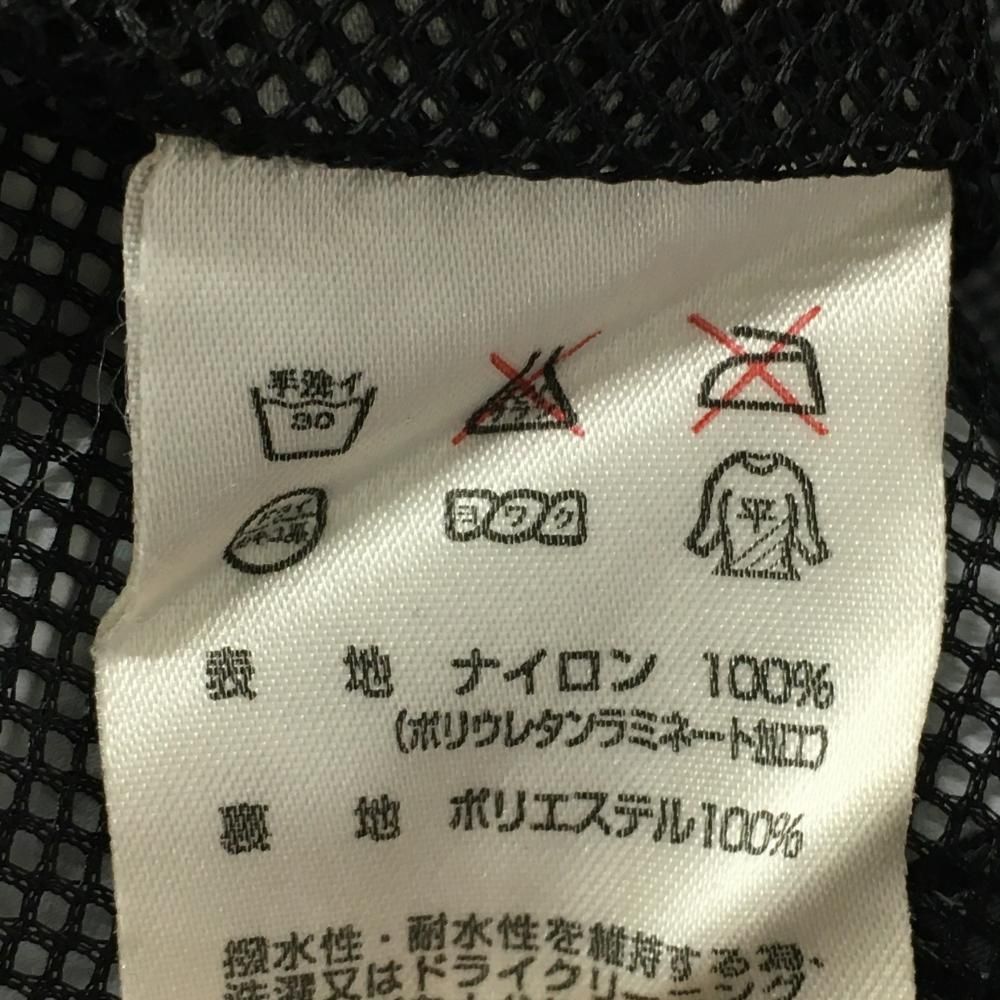 手洗イ
30
ヨワク
平
表 地 ナイロン 100%
(ポリウレタンラミネート加工)
裏 地 ポリエステル100%
撥水性・耐水性を維持する為、
洗濯又はドライクリーニング